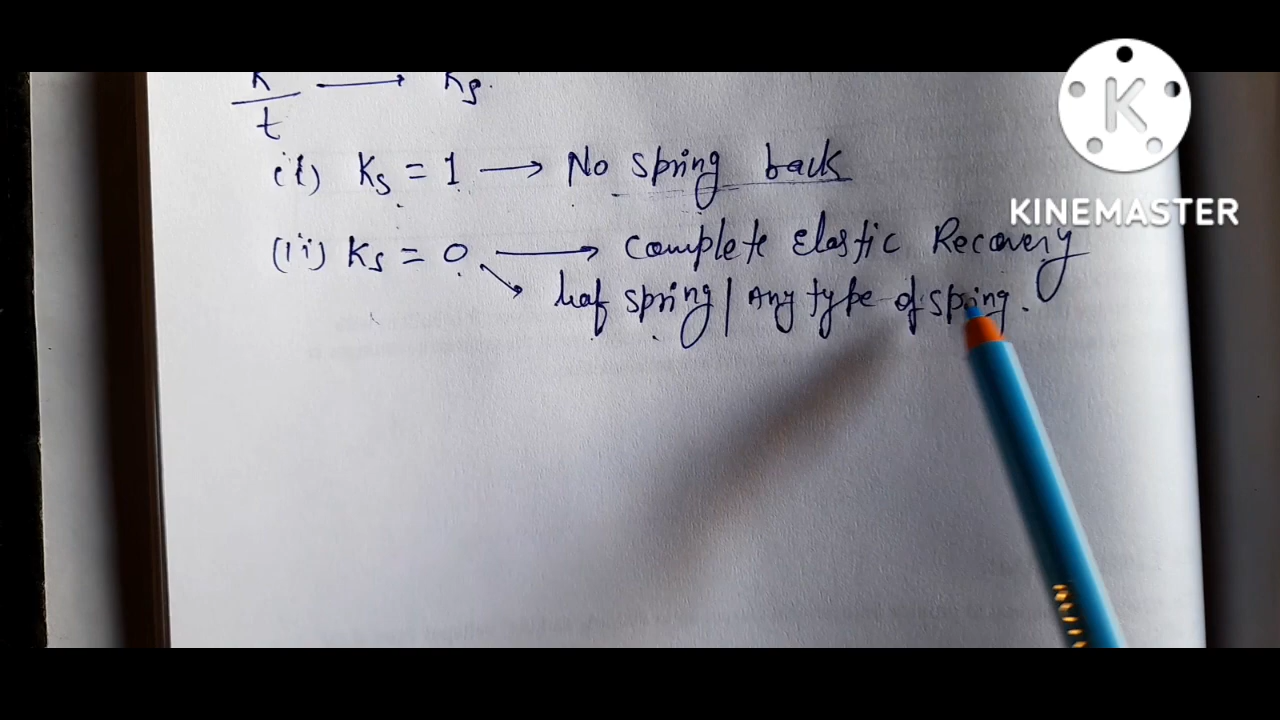 t → Ks.
(i) Ks = 1 → No spring back
(ii) Ks = 0 → Complete Elastic Recovery
leaf spring | Any type of spring.
K
KINEMASTER